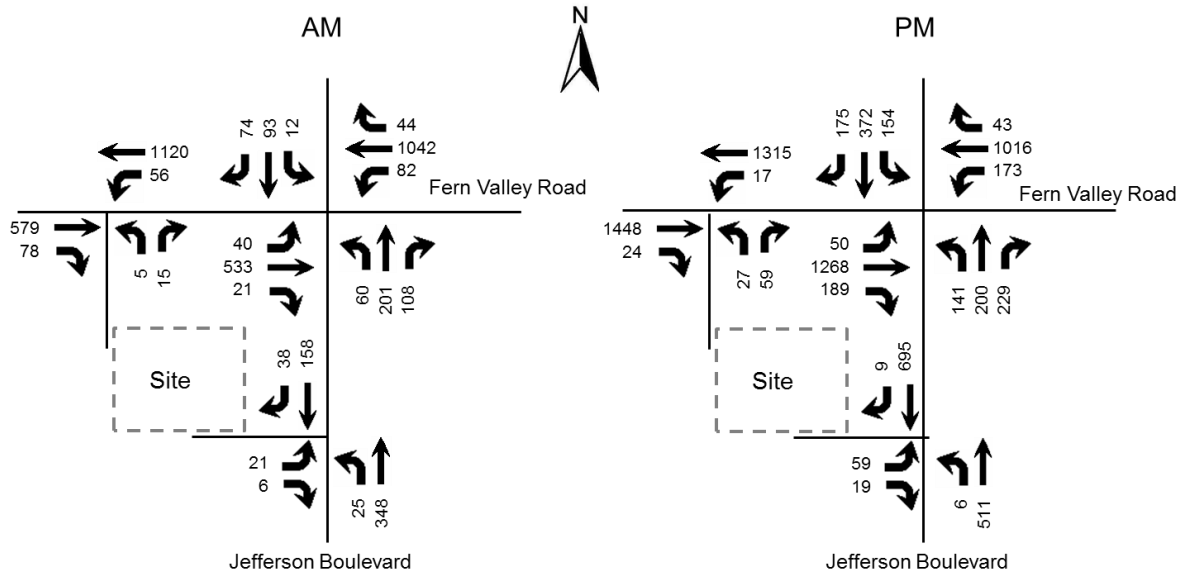 AM
N
PM
74 93 12
44
1042
82
1120
56
Fern Valley Road
579
78
5 15
40
533
21
60 201 108
Site
38 158
21
6
25 348
Jefferson Boulevard
175 372 154
43
1016
173
1315
17
Fern Valley Road
1448
24
27 59
50
1268
189
141 200 229
Site
9 695
59
19
6 511
Jefferson Boulevard